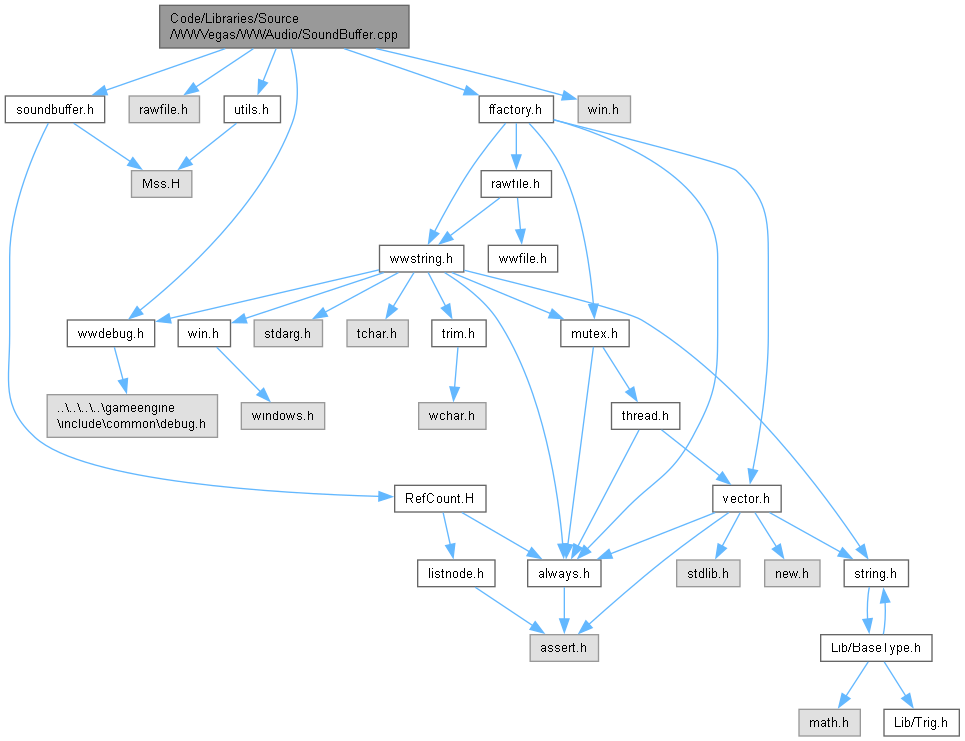 Code/Libraries/Source
/WWVegas/WWAudio/SoundBuffer.cpp
soundbuffer.h
rawfile.h
utils.h
ffactory.h
win.h
Mss.H
rawfile.h
wwstring.h
wwfile.h
wwdebug.h
win.h
stdarg.h
tchar.h
trim.h
mutex.h
..\..\..\..\gameengine
\include\common\debug.h
windows.h
wchar.h
thread.h
RefCount.H
vector.h
listnode.h
always.h
stdlib.h
new.h
string.h
assert.h
Lib/BaseType.h
math.h
Lib/Trig.h